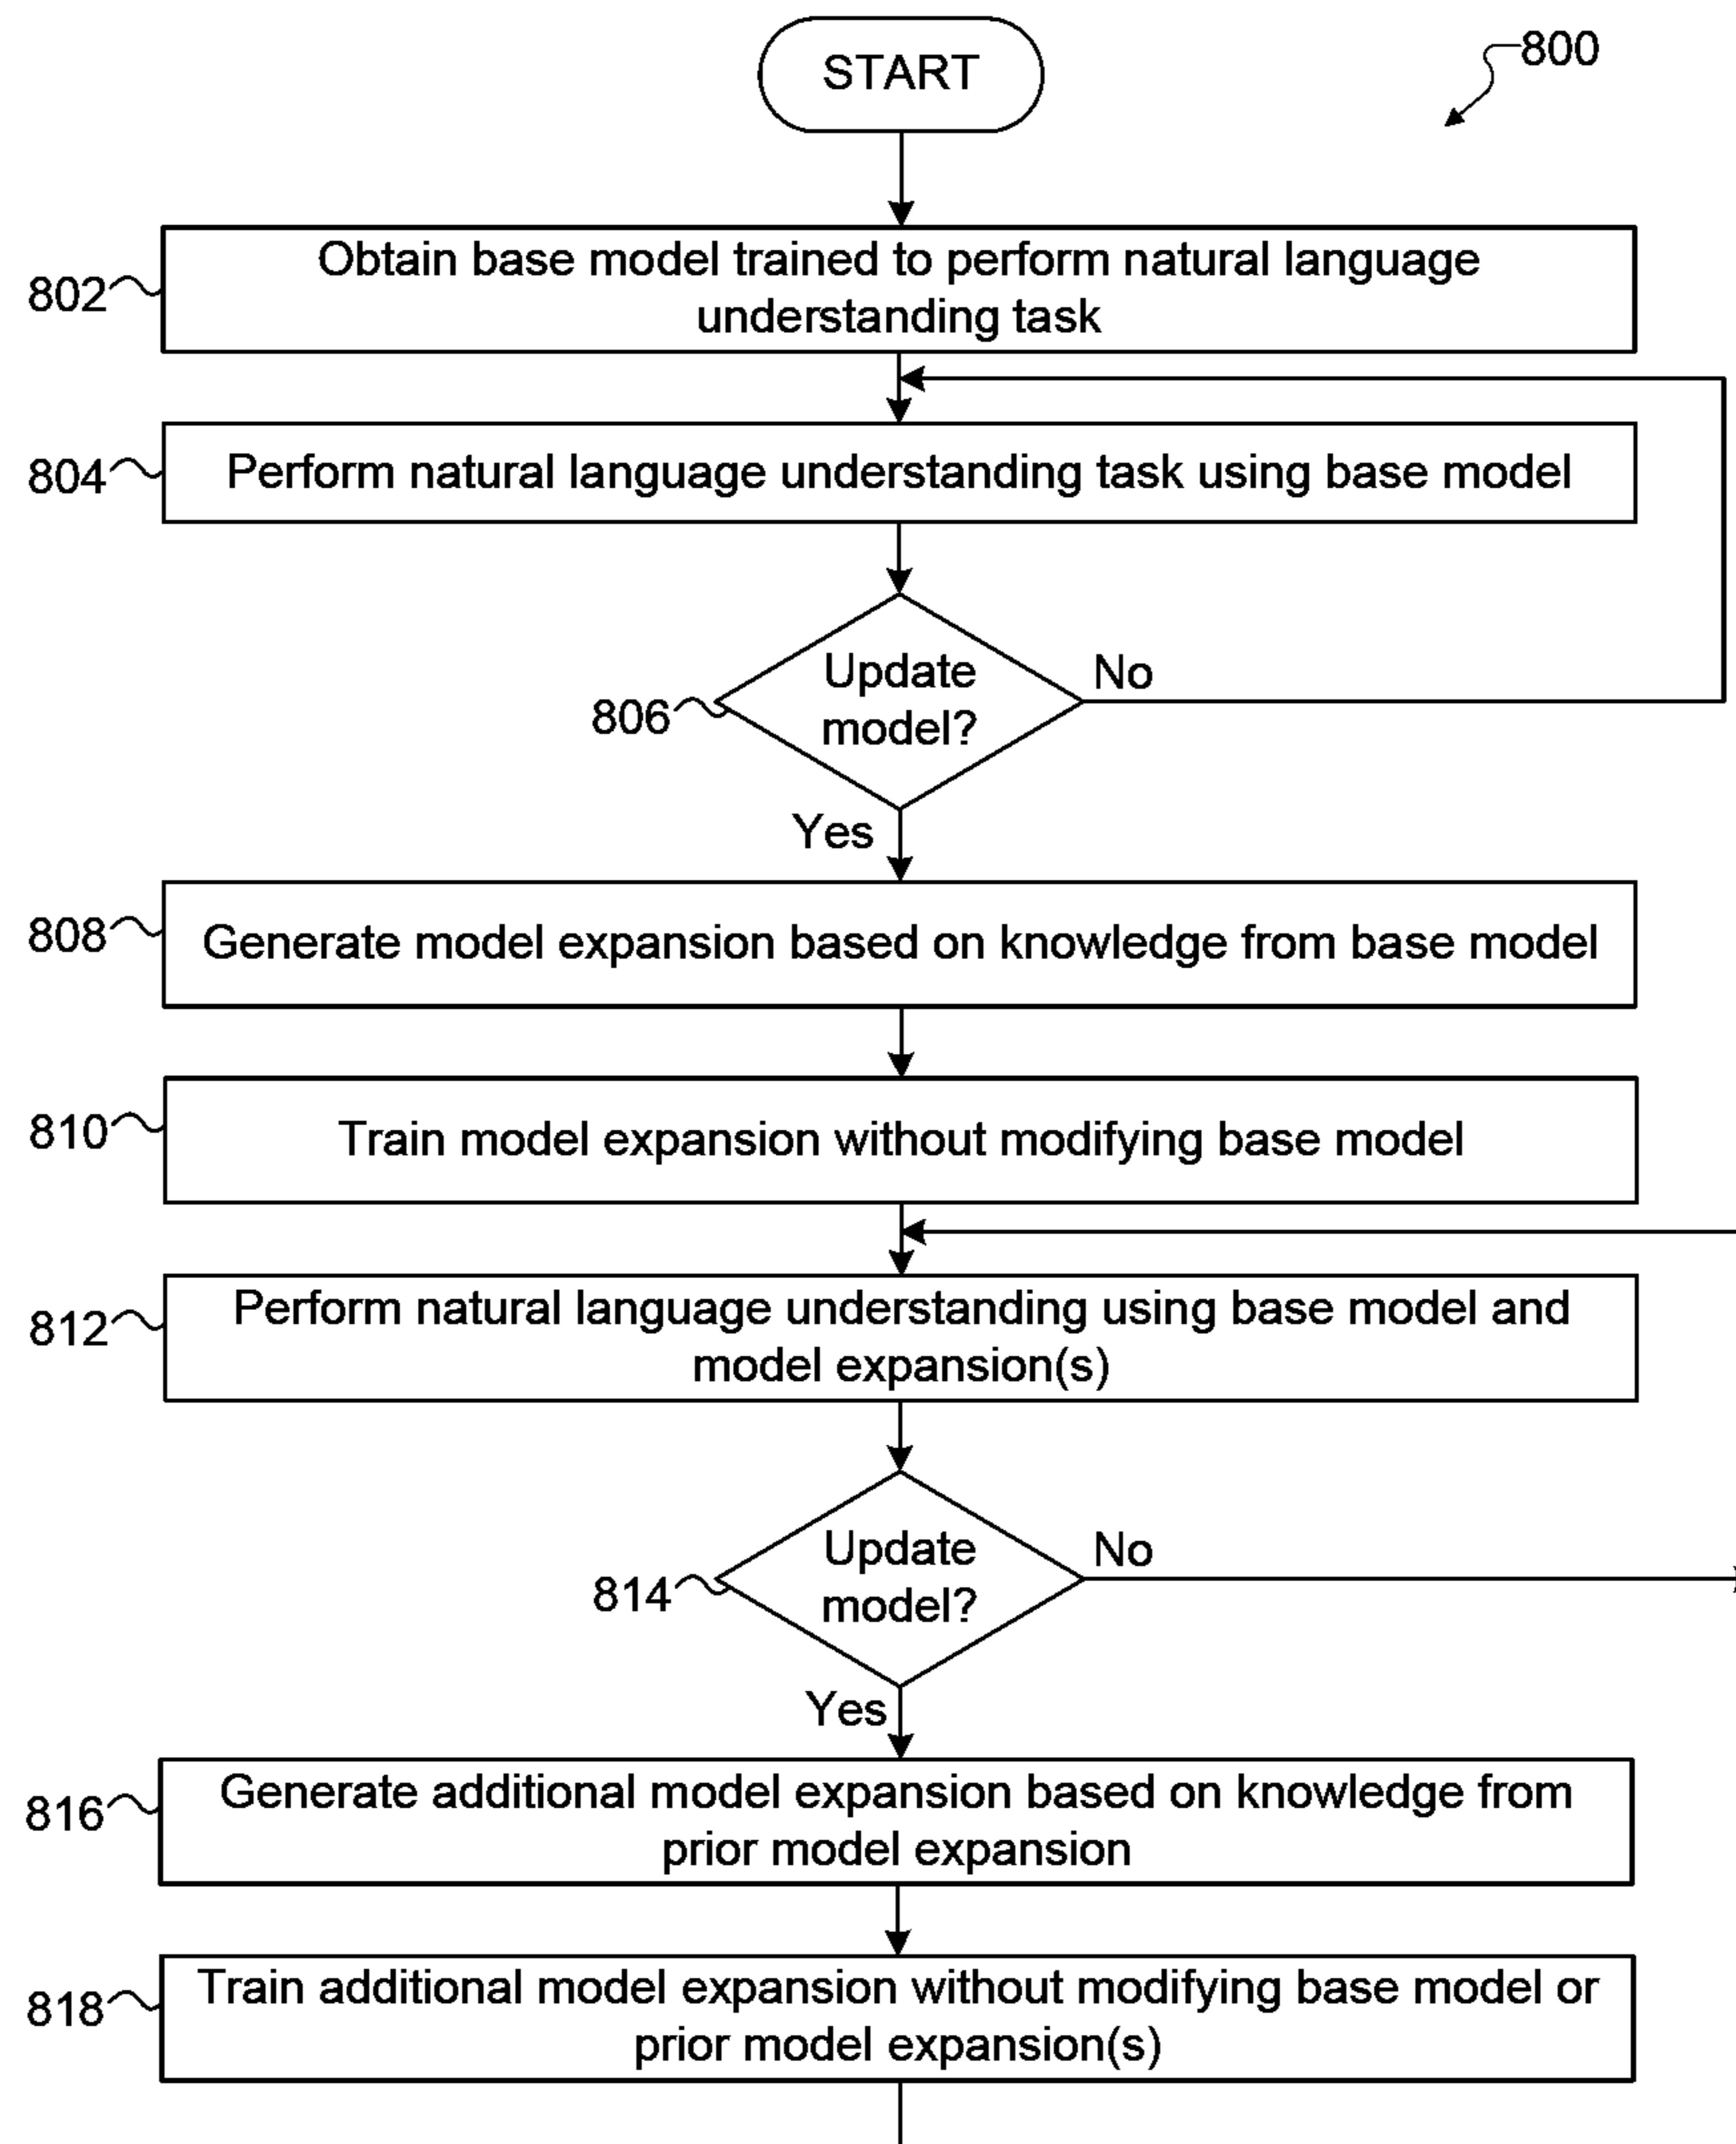 START
800
802
Obtain base model trained to perform natural language
understanding task
804
Perform natural language understanding task using base model
806
Update
model?
No
Yes
808
Generate model expansion based on knowledge from base model
810
Train model expansion without modifying base model
812
Perform natural language understanding using base model and
model expansion(s)
814
Update
model?
No
Yes
816
Generate additional model expansion based on knowledge from
prior model expansion
818
Train additional model expansion without modifying base model or
prior model expansion(s)